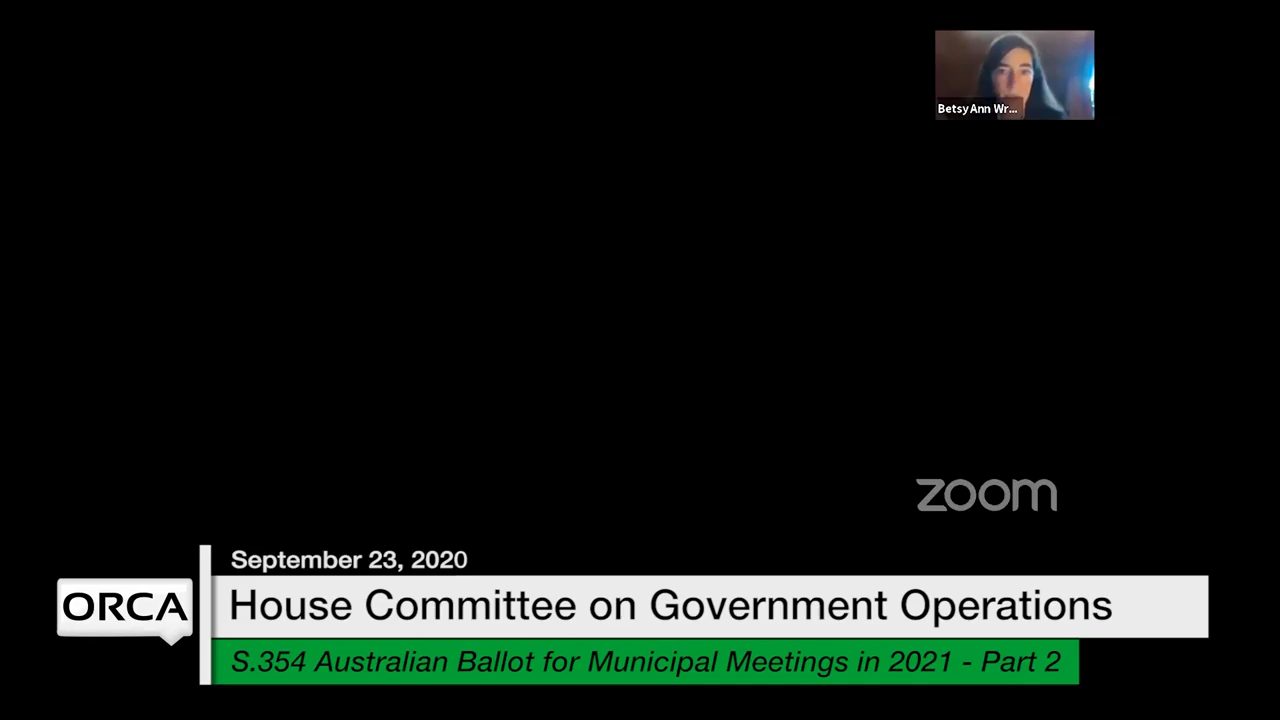 Betsy Ann Wr...
zoom
September 23, 2020
ORCA
House Committee on Government Operations
S.354 Australian Ballot for Municipal Meetings in 2021 - Part 2